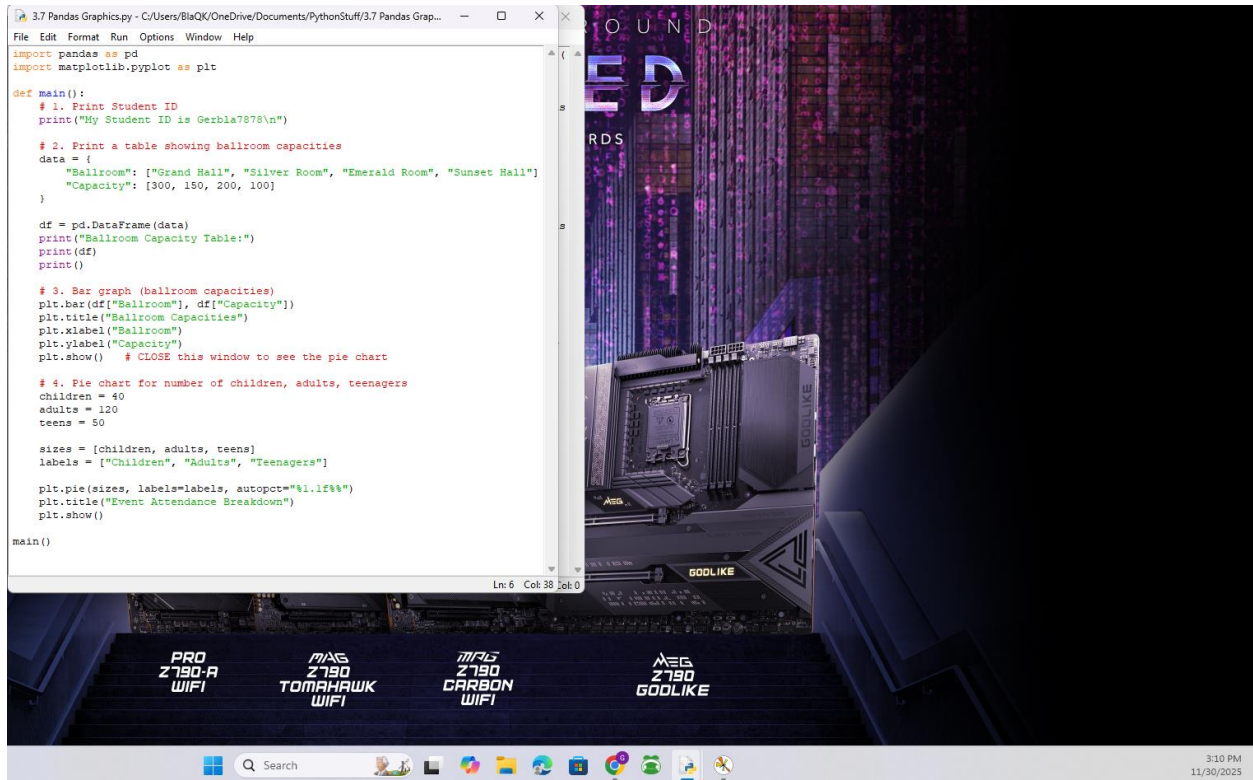 3.7 Pandas Graphics.py - C:/Users/BlaQK/OneDrive/Documents/PythonStuff/3.7 Pandas Grap...
File Edit Format Run Options Window Help
import pandas as pd
import matplotlib.pyplot as plt
def main():
# 1. Print Student ID
print("My Student ID is Gerbla7878\n")
# 2. Print a table showing ballroom capacities
data = {
"Ballroom": ["Grand Hall", "Silver Room", "Emerald Room", "Sunset Hall"]
"Capacity": [300, 150, 200, 100]
}
df = pd.DataFrame(data)
print("Ballroom Capacity Table:")
print(df)
print()
# 3. Bar graph (ballroom capacities)
plt.bar(df["Ballroom"], df["Capacity"])
plt.title("Ballroom Capacities")
plt.xlabel("Ballroom")
plt.ylabel("Capacity")
plt.show() # CLOSE this window to see the pie chart
# 4. Pie chart for number of children, adults, teenagers
children = 40
adults = 120
teens = 50
sizes = [children, adults, teens]
labels = ["Children", "Adults", "Teenagers"]
plt.pie(sizes, labels=labels, autopct="%1.1f%%")
plt.title("Event Attendance Breakdown")
plt.show()
main()
Ln: 6 Col: 38
Col: 0
ROUND
ED
RDS
GODLIKE
MEG
GODLIKE
PRO
Z790-A
WIFI
MAG
Z790
TOMAHAWK
WIFI
MPG
Z790
CARBON
WIFI
MEG
Z790
GODLIKE
Search
3:10 PM
11/30/2025